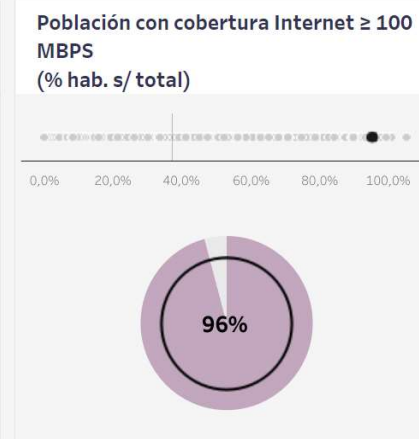 Población con cobertura Internet ≥ 100
MBPS
(% hab. s/ total)
0,0% 20,0% 40,0% 60,0% 80,0% 100,0%
96%